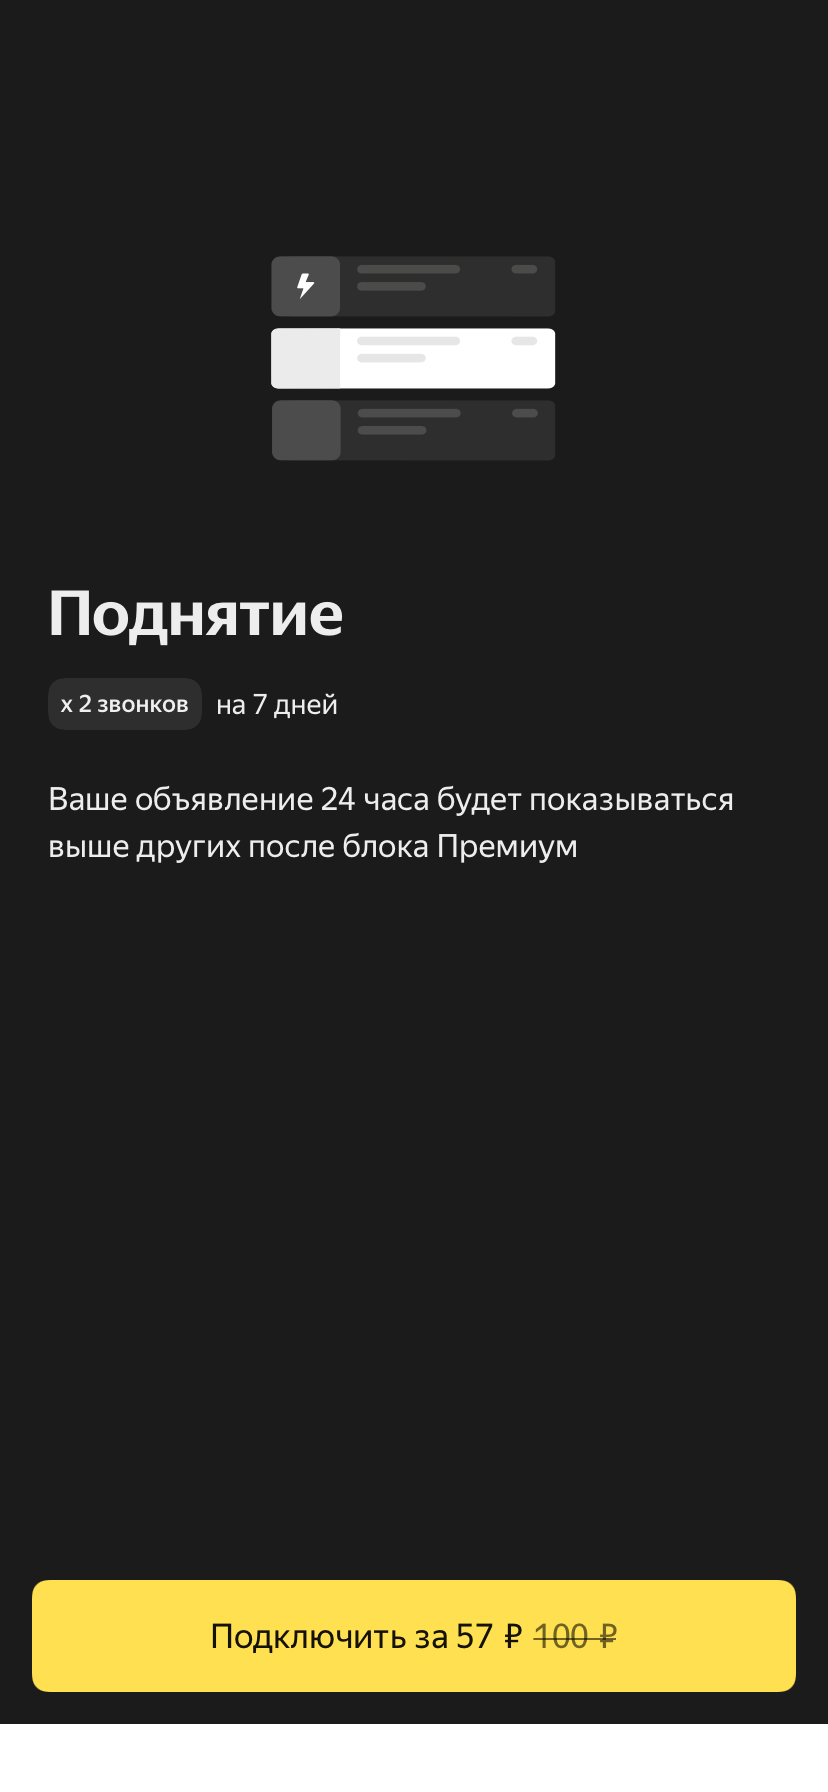 Поднятие
х 2 звонков на 7 дней
Ваше объявление 24 часа будет показываться
выше других после блока Премиум
Подключить за 57 ₽ 100 ₽